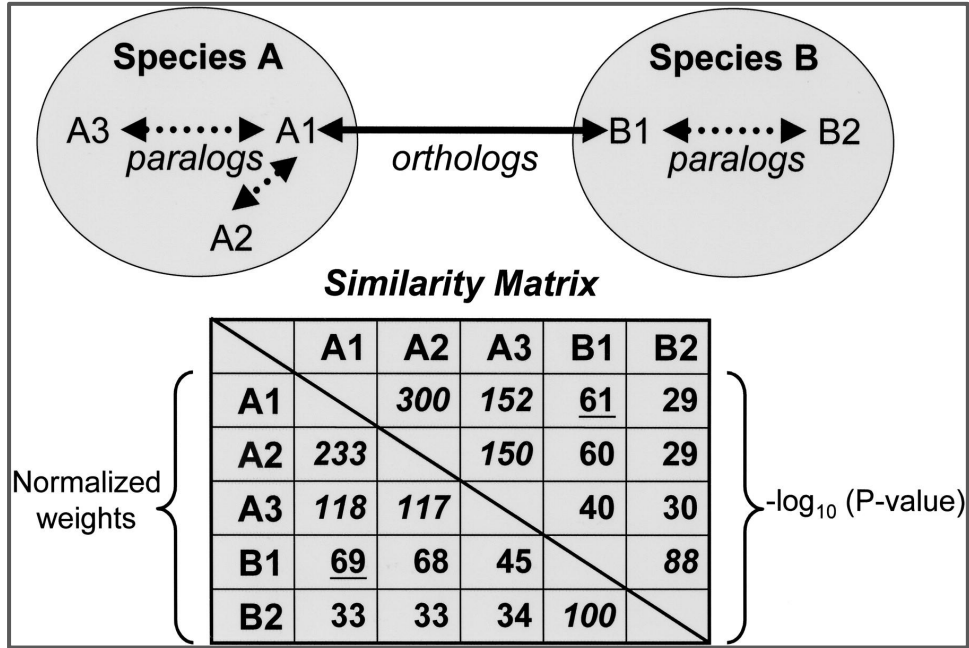 Species A
Species B
A3
A1
B1
B2
paralogs
orthologs
paralogs
A2
Similarity Matrix
A1 A2 A3 B1 B2
A1 300 152 61 29
A2 233 150 60 29
A3 118 117 40 30
B1 69 68 45 88
B2 33 33 34 100
Normalized
weights
-log10 (P-value)